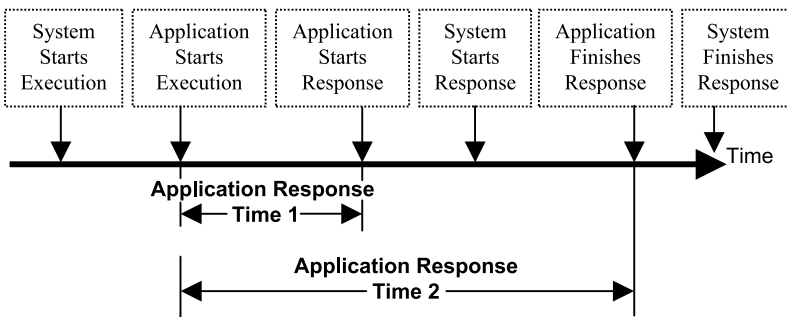 System
Starts
Execution
Application
Starts
Execution
Application
Starts
Response
System
Starts
Response
Application
Finishes
Response
System
Finishes
Response
Time
Application Response
Time 1
Application Response
Time 2